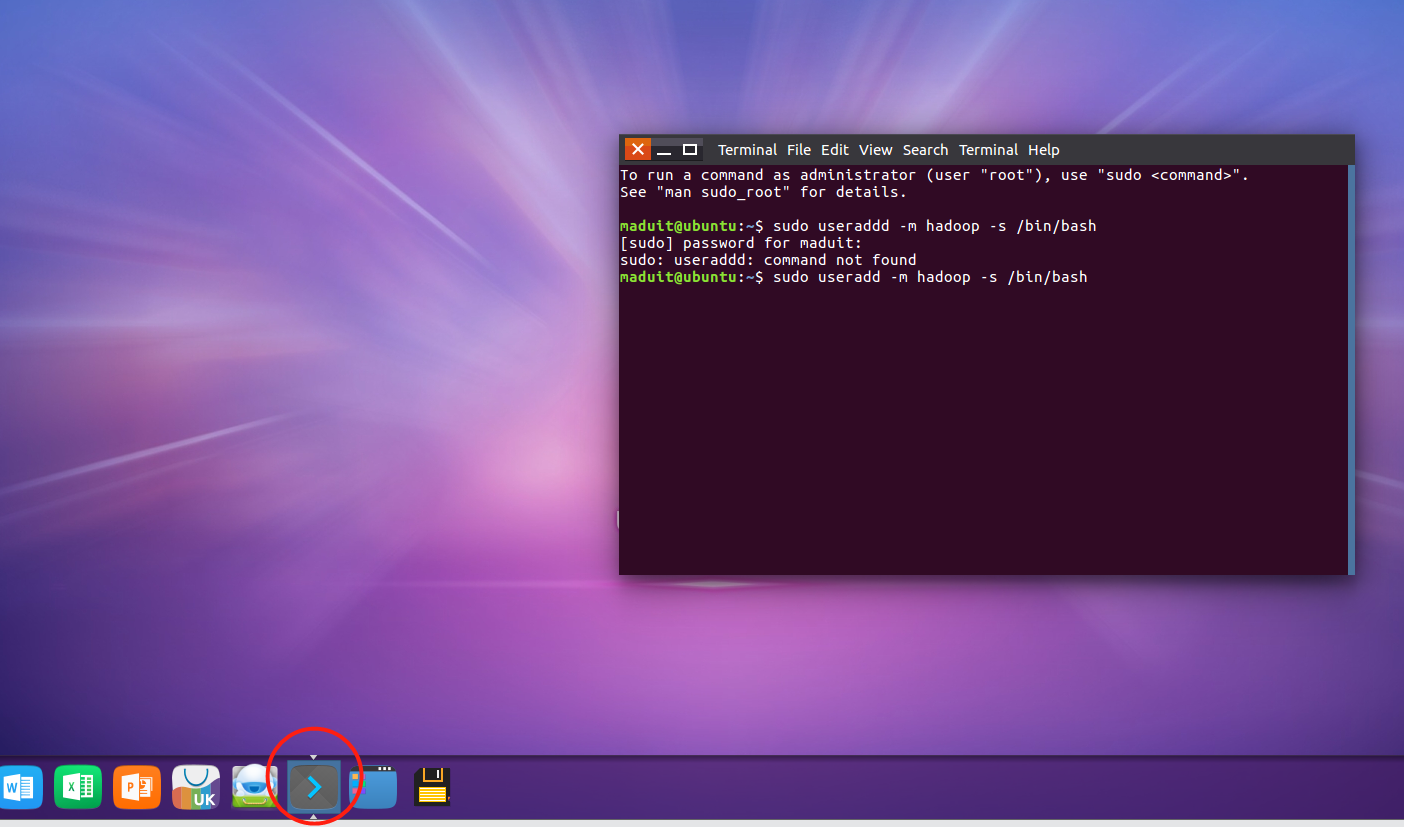 Terminal File Edit View Search Terminal Help
To run a command as administrator (user "root"), use "sudo <command>".
See "man sudo_root" for details.
maduit@ubuntu:~$ sudo useraddd -m hadoop -s /bin/bash
[sudo] password for maduit:
sudo: useraddd: command not found
maduit@ubuntu:~$ sudo useradd -m hadoop -s /bin/bash
W
X
P
UK